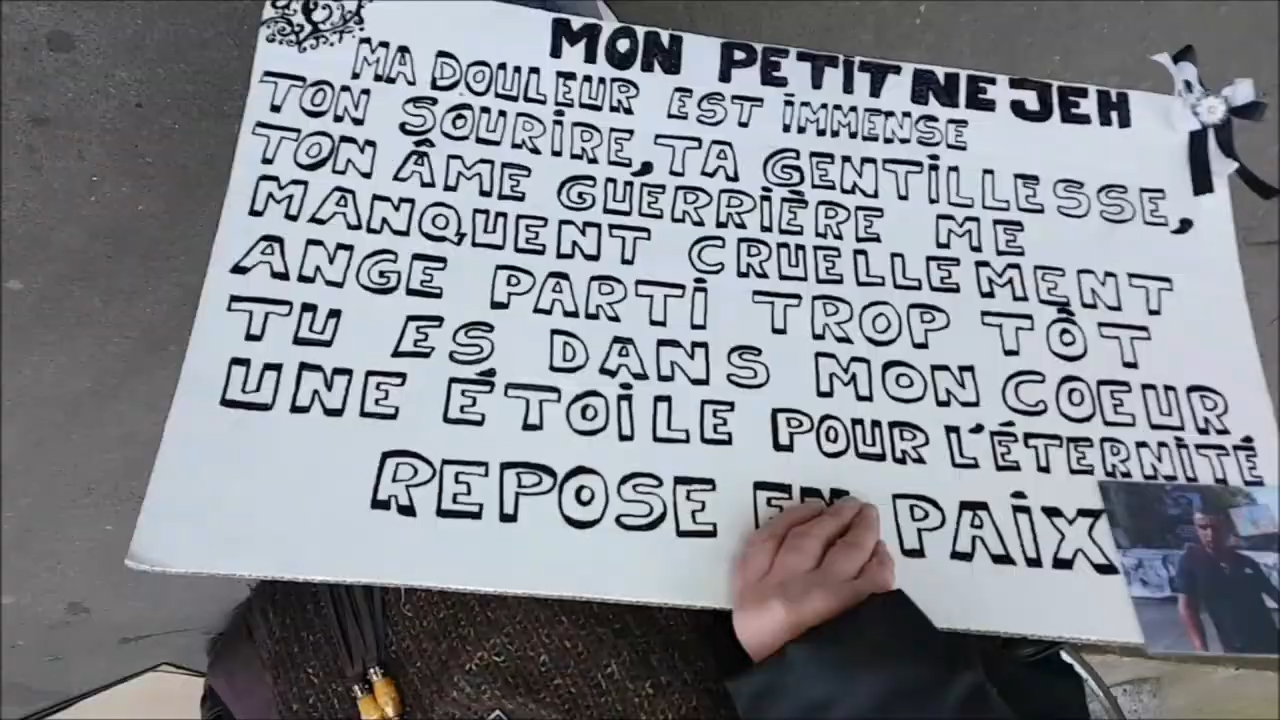 MON PETIT NEJEH
MA DOULEUR EST IMMENSE
TON SOURIRE, TA GENTILLESSE,
TON ÂME GUERRIÈRE ME
MANQUENT CRUELLEMENT
ANGE PARTI TROP TÔT
TU ES DANS MON COEUR
UNE ÉTOILE POUR L'ÉTERNITÉ
REPOSE EN PAIX